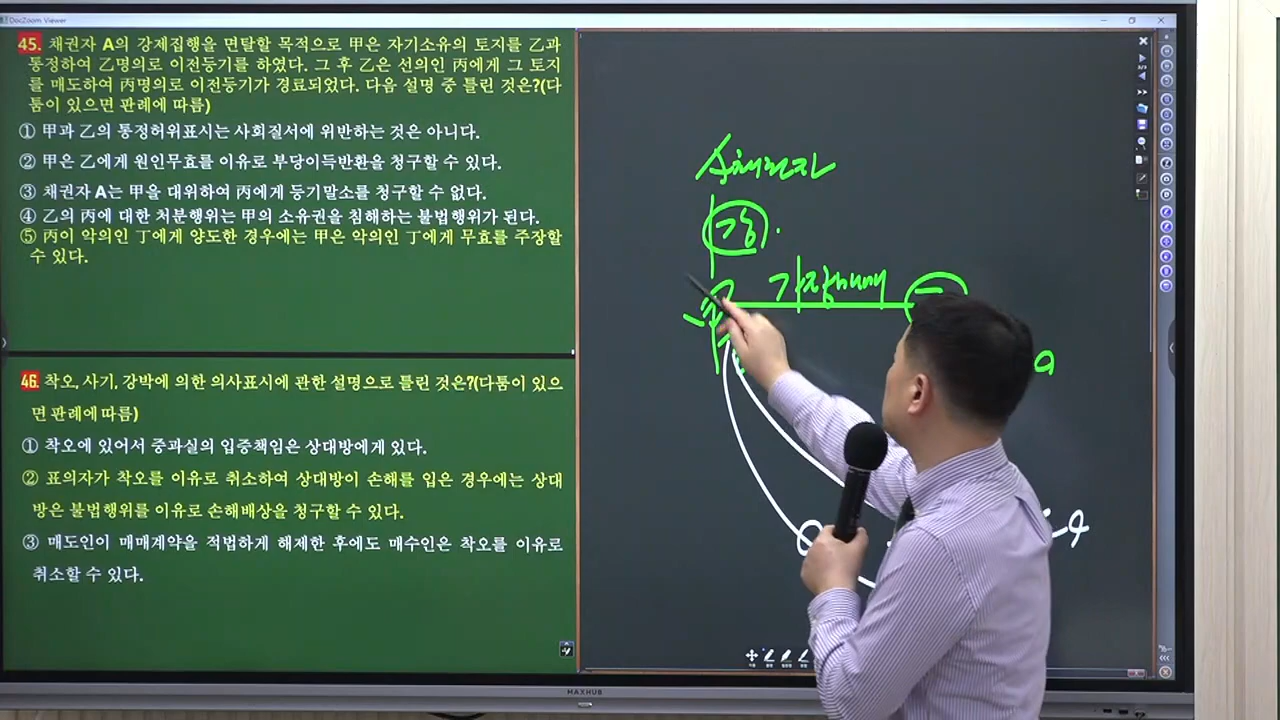 DocZoom Viewer
45. 채권자 A의 강제집행을 면탈할 목적으로 甲은 자기소유의 토지를 乙과
통정하여 乙명의로 이전등기를 하였다. 그 후 乙은 선의인 丙에게 그 토지
를 매도하여 丙명의로 이전등기가 경료되었다. 다음 설명 중 틀린 것은?(다
툼이 있으면 판례에 따름)
① 甲과 乙의 통정허위표시는 사회질서에 위반하는 것은 아니다.
② 甲은 乙에게 원인무효를 이유로 부당이득반환을 청구할 수 있다.
③ 채권자 A는 甲을 대위하여 丙에게 등기말소를 청구할 수 없다.
④ 乙의 丙에 대한 처분행위는 甲의 소유권을 침해하는 불법행위가 된다.
⑤ 丙이 악의인 丁에게 양도한 경우에는 甲은 악의인 丁에게 무효를 주장할
수 있다.
46. 착오, 사기, 강박에 의한 의사표시에 관한 설명으로 틀린 것은?(다툼이 있으
면 판례에 따름)
① 착오에 있어서 중과실의 입증책임은 상대방에게 있다.
② 표의자가 착오를 이유로 취소하여 상대방이 손해를 입은 경우에는 상대
방은 불법행위를 이유로 손해배상을 청구할 수 있다.
③ 매도인이 매매계약을 적법하게 해제한 후에도 매수인은 착오를 이유로
취소할 수 있다.
가장매매
MAXHUB